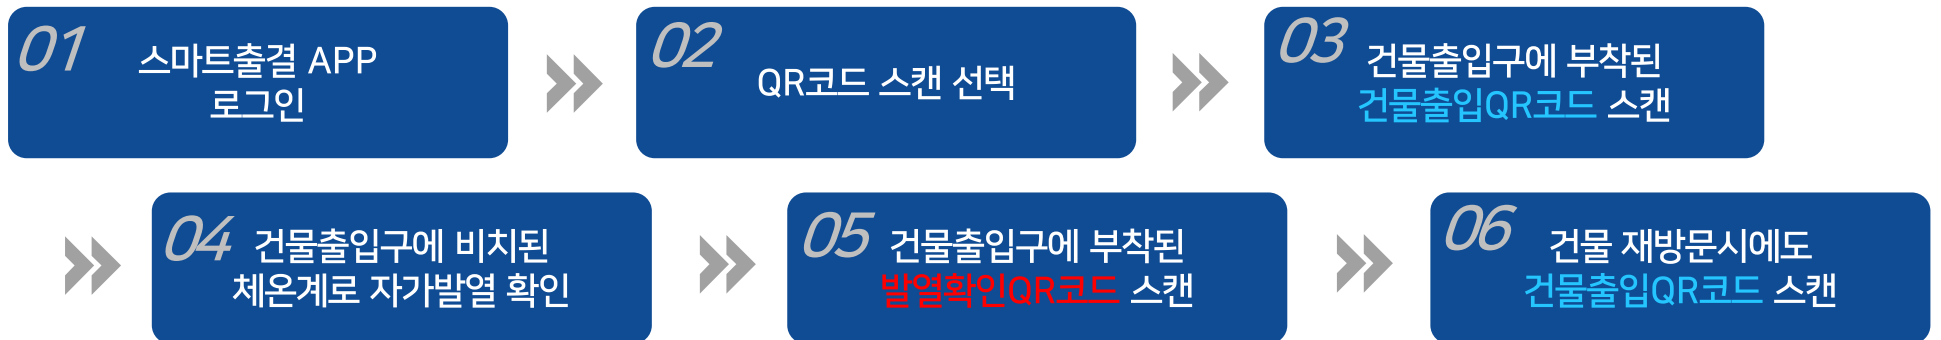 01
스마트출결 APP
로그인
02
QR코드 스캔 선택
03
건물출입구에 부착된
건물출입QR코드 스캔
04
건물출입구에 비치된
체온계로 자가발열 확인
05
건물출입구에 부착된
발열확인QR코드 스캔
06
건물 재방문시에도
건물출입QR코드 스캔